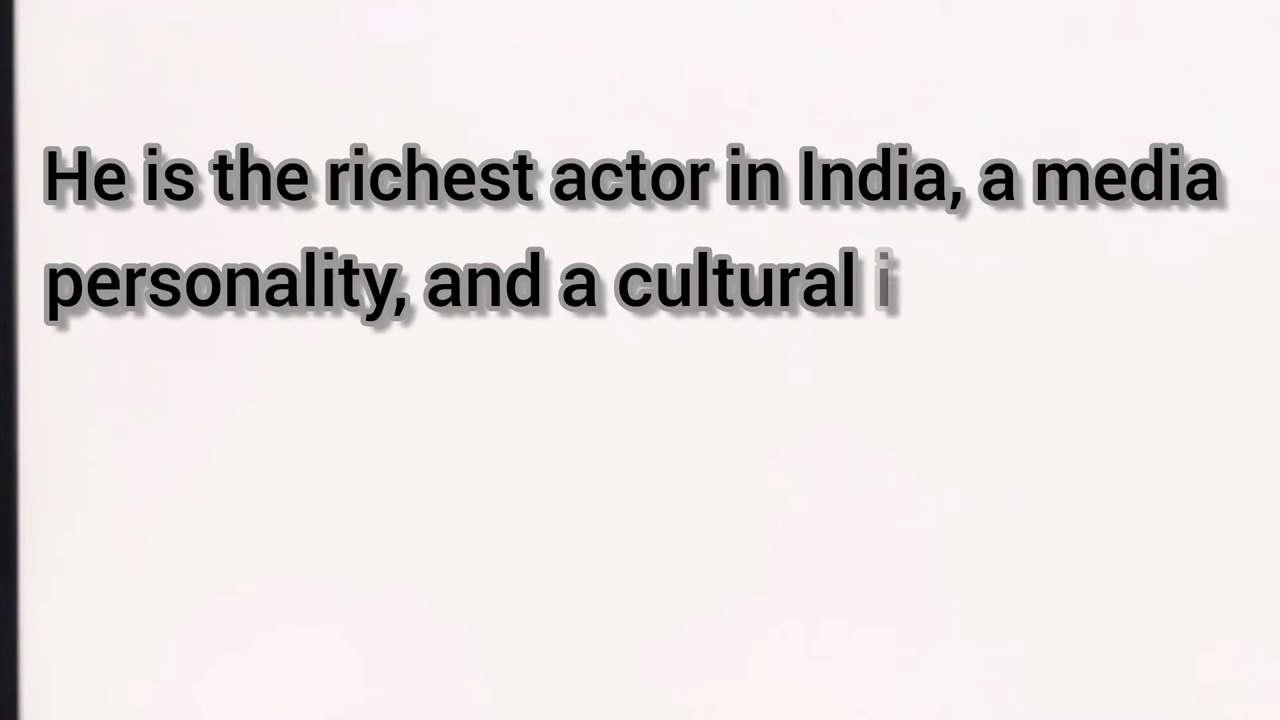 He is the richest actor in India, a media
personality, and a cultural i